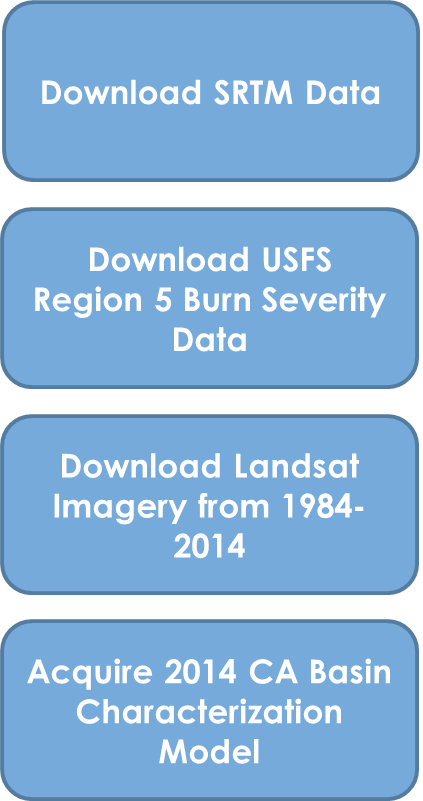 Download SRTM Data
Download USFS
Region 5 Burn Severity
Data
Download Landsat
Imagery from 1984-
2014
Acquire 2014 CA Basin
Characterization
Model